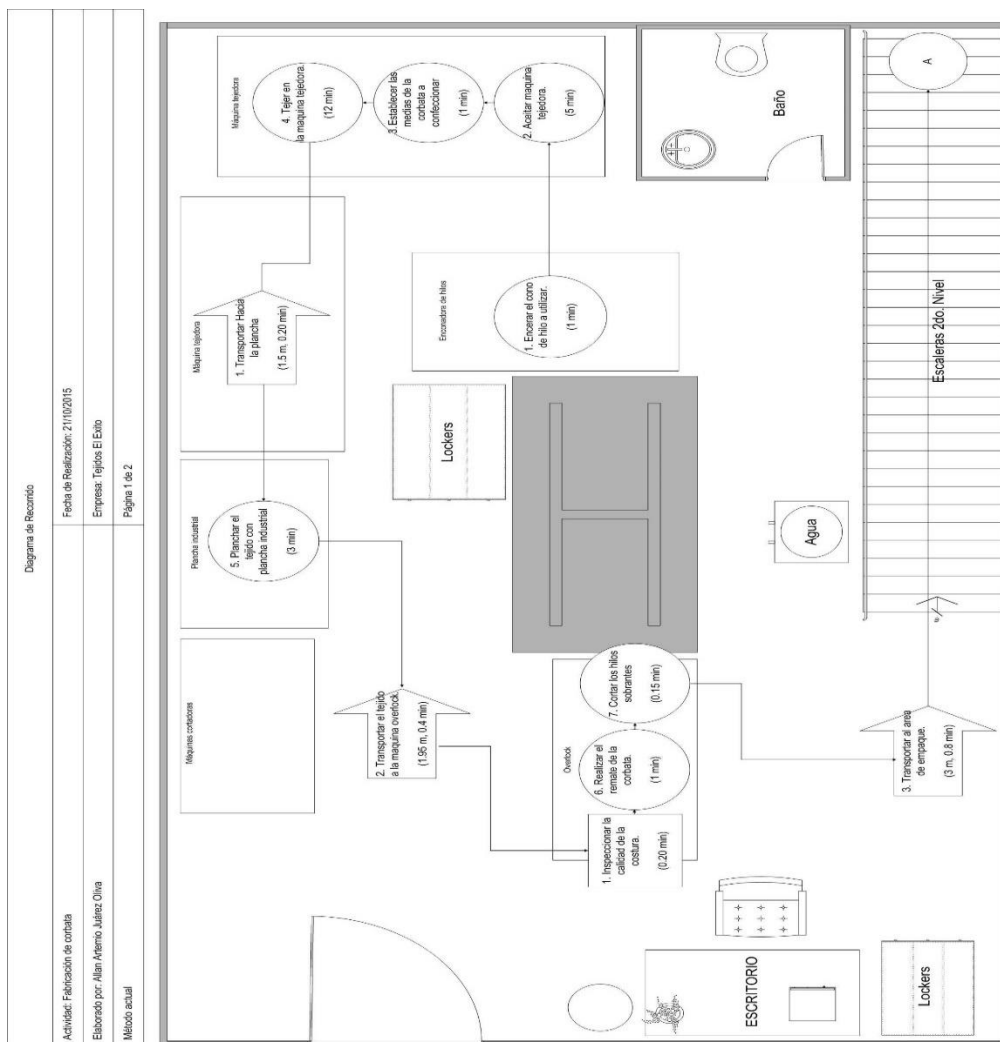 Diagrama de Recorrido
Actividad: Fabricación de corbata
Fecha de Realización: 21/10/2015
Elaborado por: Allan Artemio Juárez Oliva
Empresa: Tejidos El Exito
Método actual
Página 1 de 2
Máquinas cortadoras
Plancha industrial
5. Planchar el
tejido con
plancha industrial
(3 min)
Máquina tejedora
1. Transportar Hacia
la plancha
(1.5 m, 0.20 min)
Máquina tejedora
4. Tejer en
la maquina tejedora.
(12 min)
3. Establecer las
medias de la
corbata a
confeccionar
(1 min)
2. Aceitar maquina
tejedora.
(5 min)
2. Transportar el tejido
a la maquina overlock
(1.95 m, 0.4 min)
Lockers
Enconadora de hilos
1. Encerar el cono
de hilo a utilizar.
(1 min)
Overlock
1. Inspeccionar la
calidad de la
costura.
(0.20 min)
6. Realizar el
remate de la
corbata.
(1 min)
7. Cortar los hilos
sobrantes
(0.15 min)
Baño
ESCRITORIO
Agua
Lockers
3. Transportar al area
de empaque.
(3 m, 0.8 min)
Escaleras 2do. Nivel
A